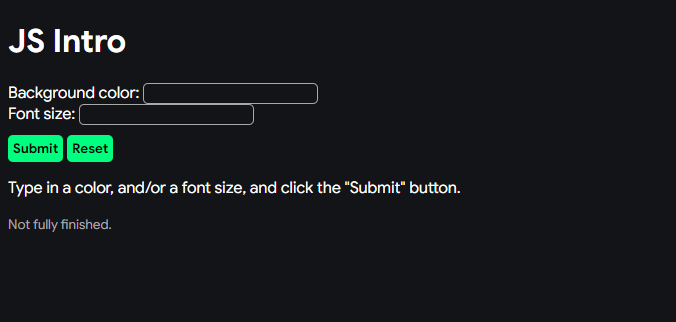 JS Intro
Background color:
Font size:
Submit Reset
Type in a color, and/or a font size, and click the "Submit" button.
Not fully finished.